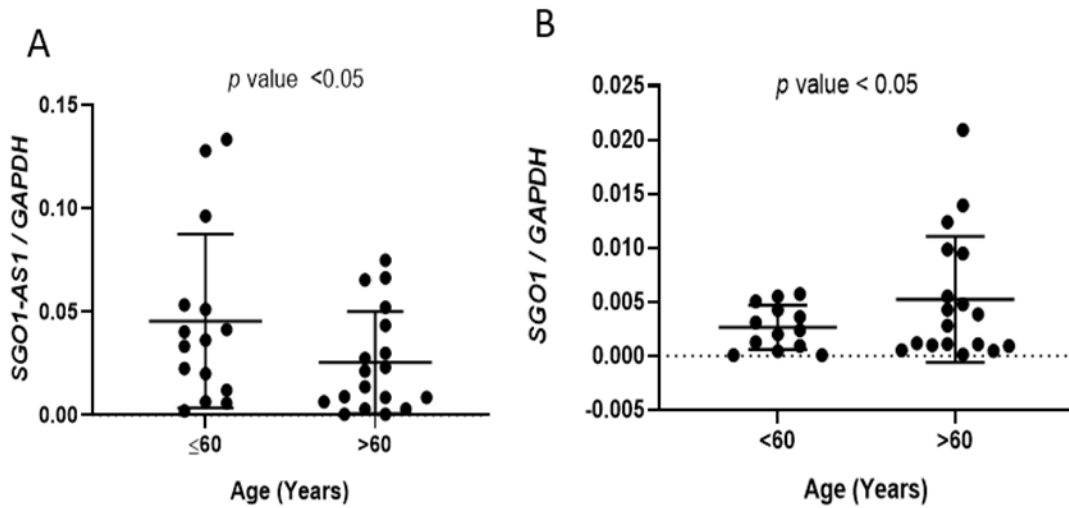 A
p value <0.05
SGO1-AS1 / GAPDH
0.15
0.10
0.05
0.00
≤60
>60
Age (Years)
B
p value < 0.05
SGO1 / GAPDH
0.025
0.020
0.015
0.010
0.005
0.000
-0.005
<60
>60
Age (Years)